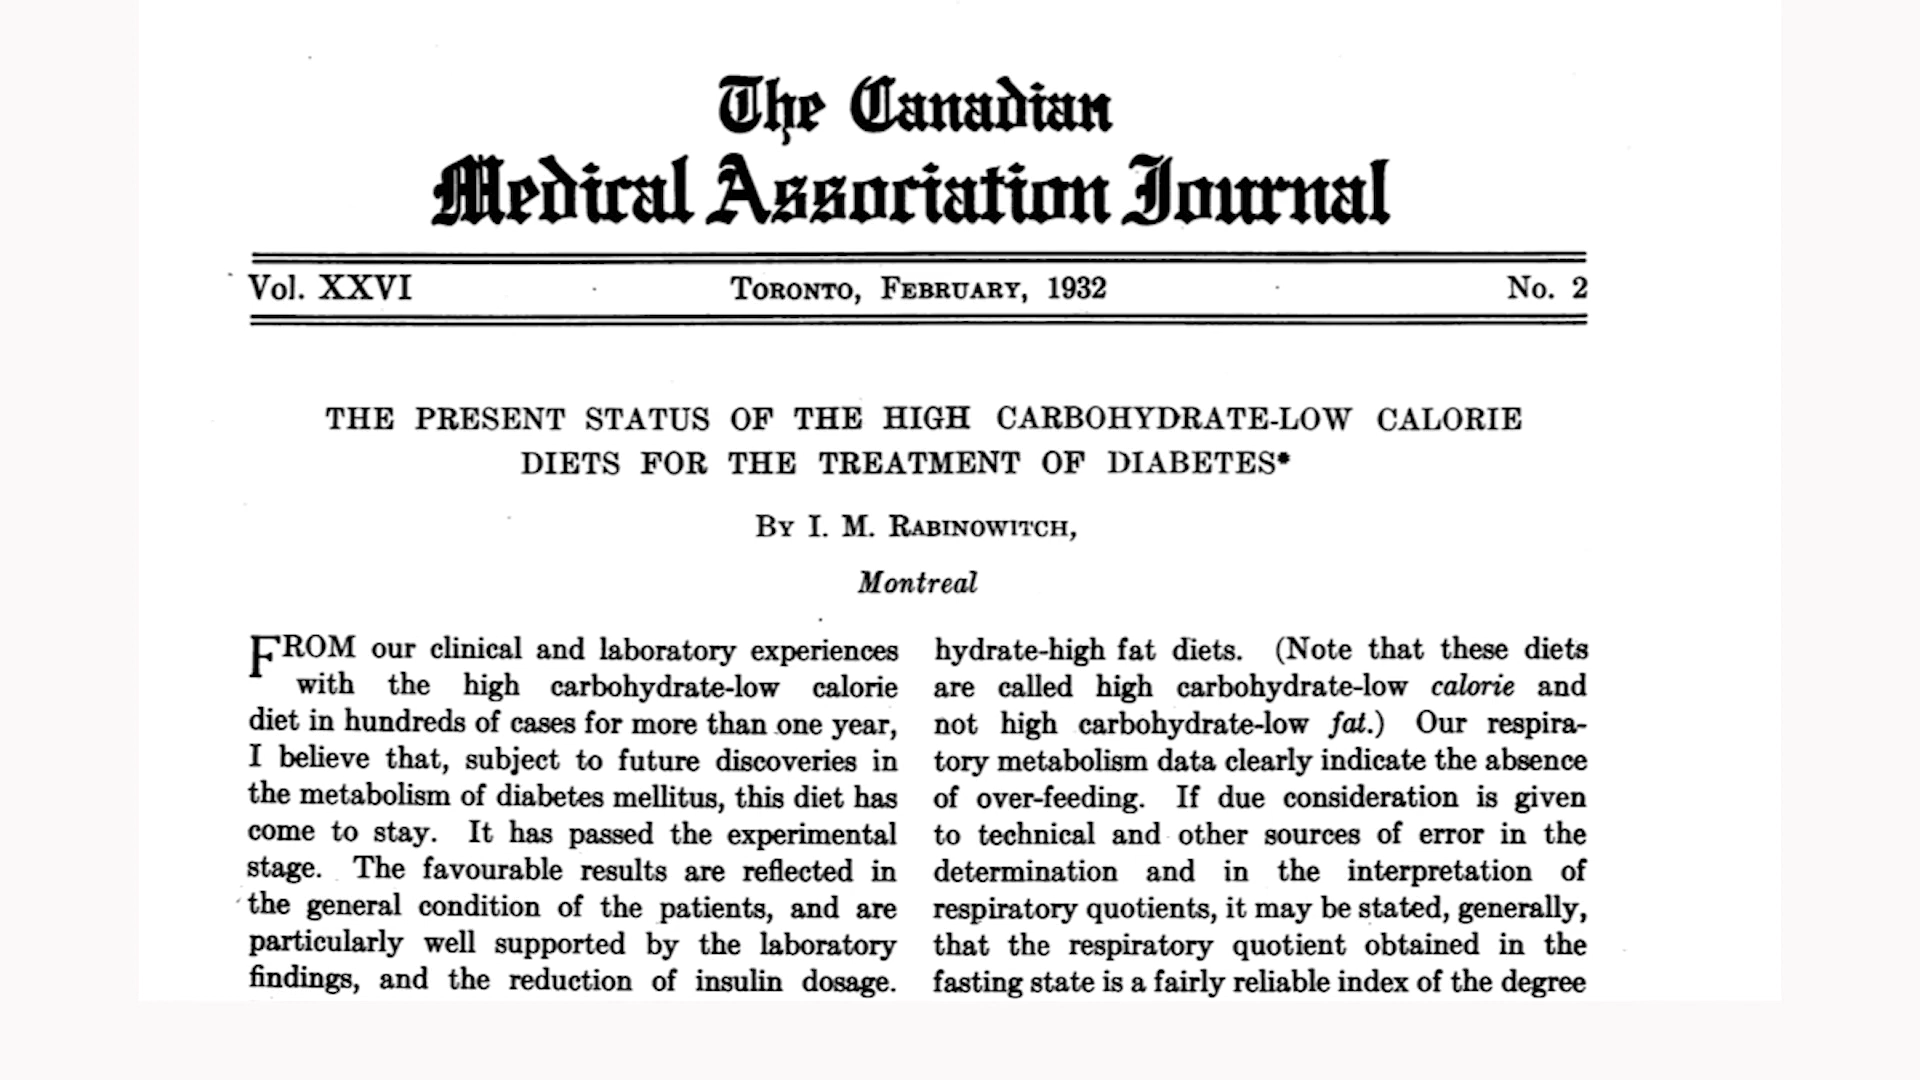 The Canadian
Medical Association Journal
Vol. XXVI TORONTO, FEBRUARY, 1932 No. 2
THE PRESENT STATUS OF THE HIGH CARBOHYDRATE-LOW CALORIE
DIETS FOR THE TREATMENT OF DIABETES*
BY I. M. RABINOWITCH,
Montreal
FROM our clinical and laboratory experiences
with the high carbohydrate-low calorie
diet in hundreds of cases for more than one year,
I believe that, subject to future discoveries in
the metabolism of diabetes mellitus, this diet has
come to stay. It has passed the experimental
stage. The favourable results are reflected in
the general condition of the patients, and are
particularly well supported by the laboratory
findings, and the reduction of insulin dosage.
hydrate-high fat diets. (Note that these diets
are called high carbohydrate-low calorie and
not high carbohydrate-low fat.) Our respira-
tory metabolism data clearly indicate the absence
of over-feeding. If due consideration is given
to technical and other sources of error in the
determination and in the interpretation of
respiratory quotients, it may be stated, generally,
that the respiratory quotient obtained in the
fasting state is a fairly reliable index of the degree